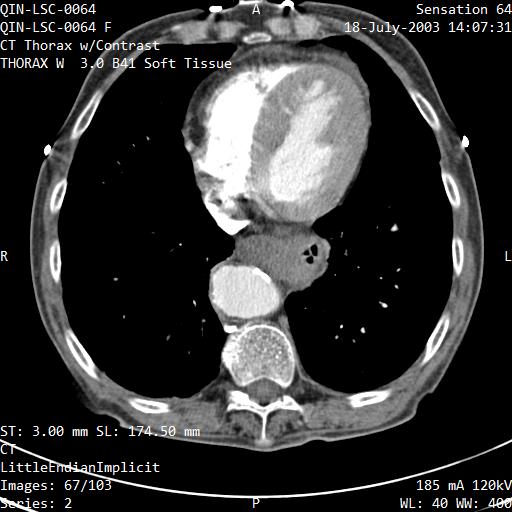 QIN-LSC-0064
Sensation 64
QIN-LSC-0064 F
A
18-July-2003 14:07:31
CT Thorax w/Contrast
THORAX W 3.0 B41 Soft Tissue
R
L
ST: 3.00 mm SL: 174.50 mm
CT
LittleEndianImplicit
Images: 67/103
185 mA 120kV
Series: 2
P
WL: 40 WW: 400